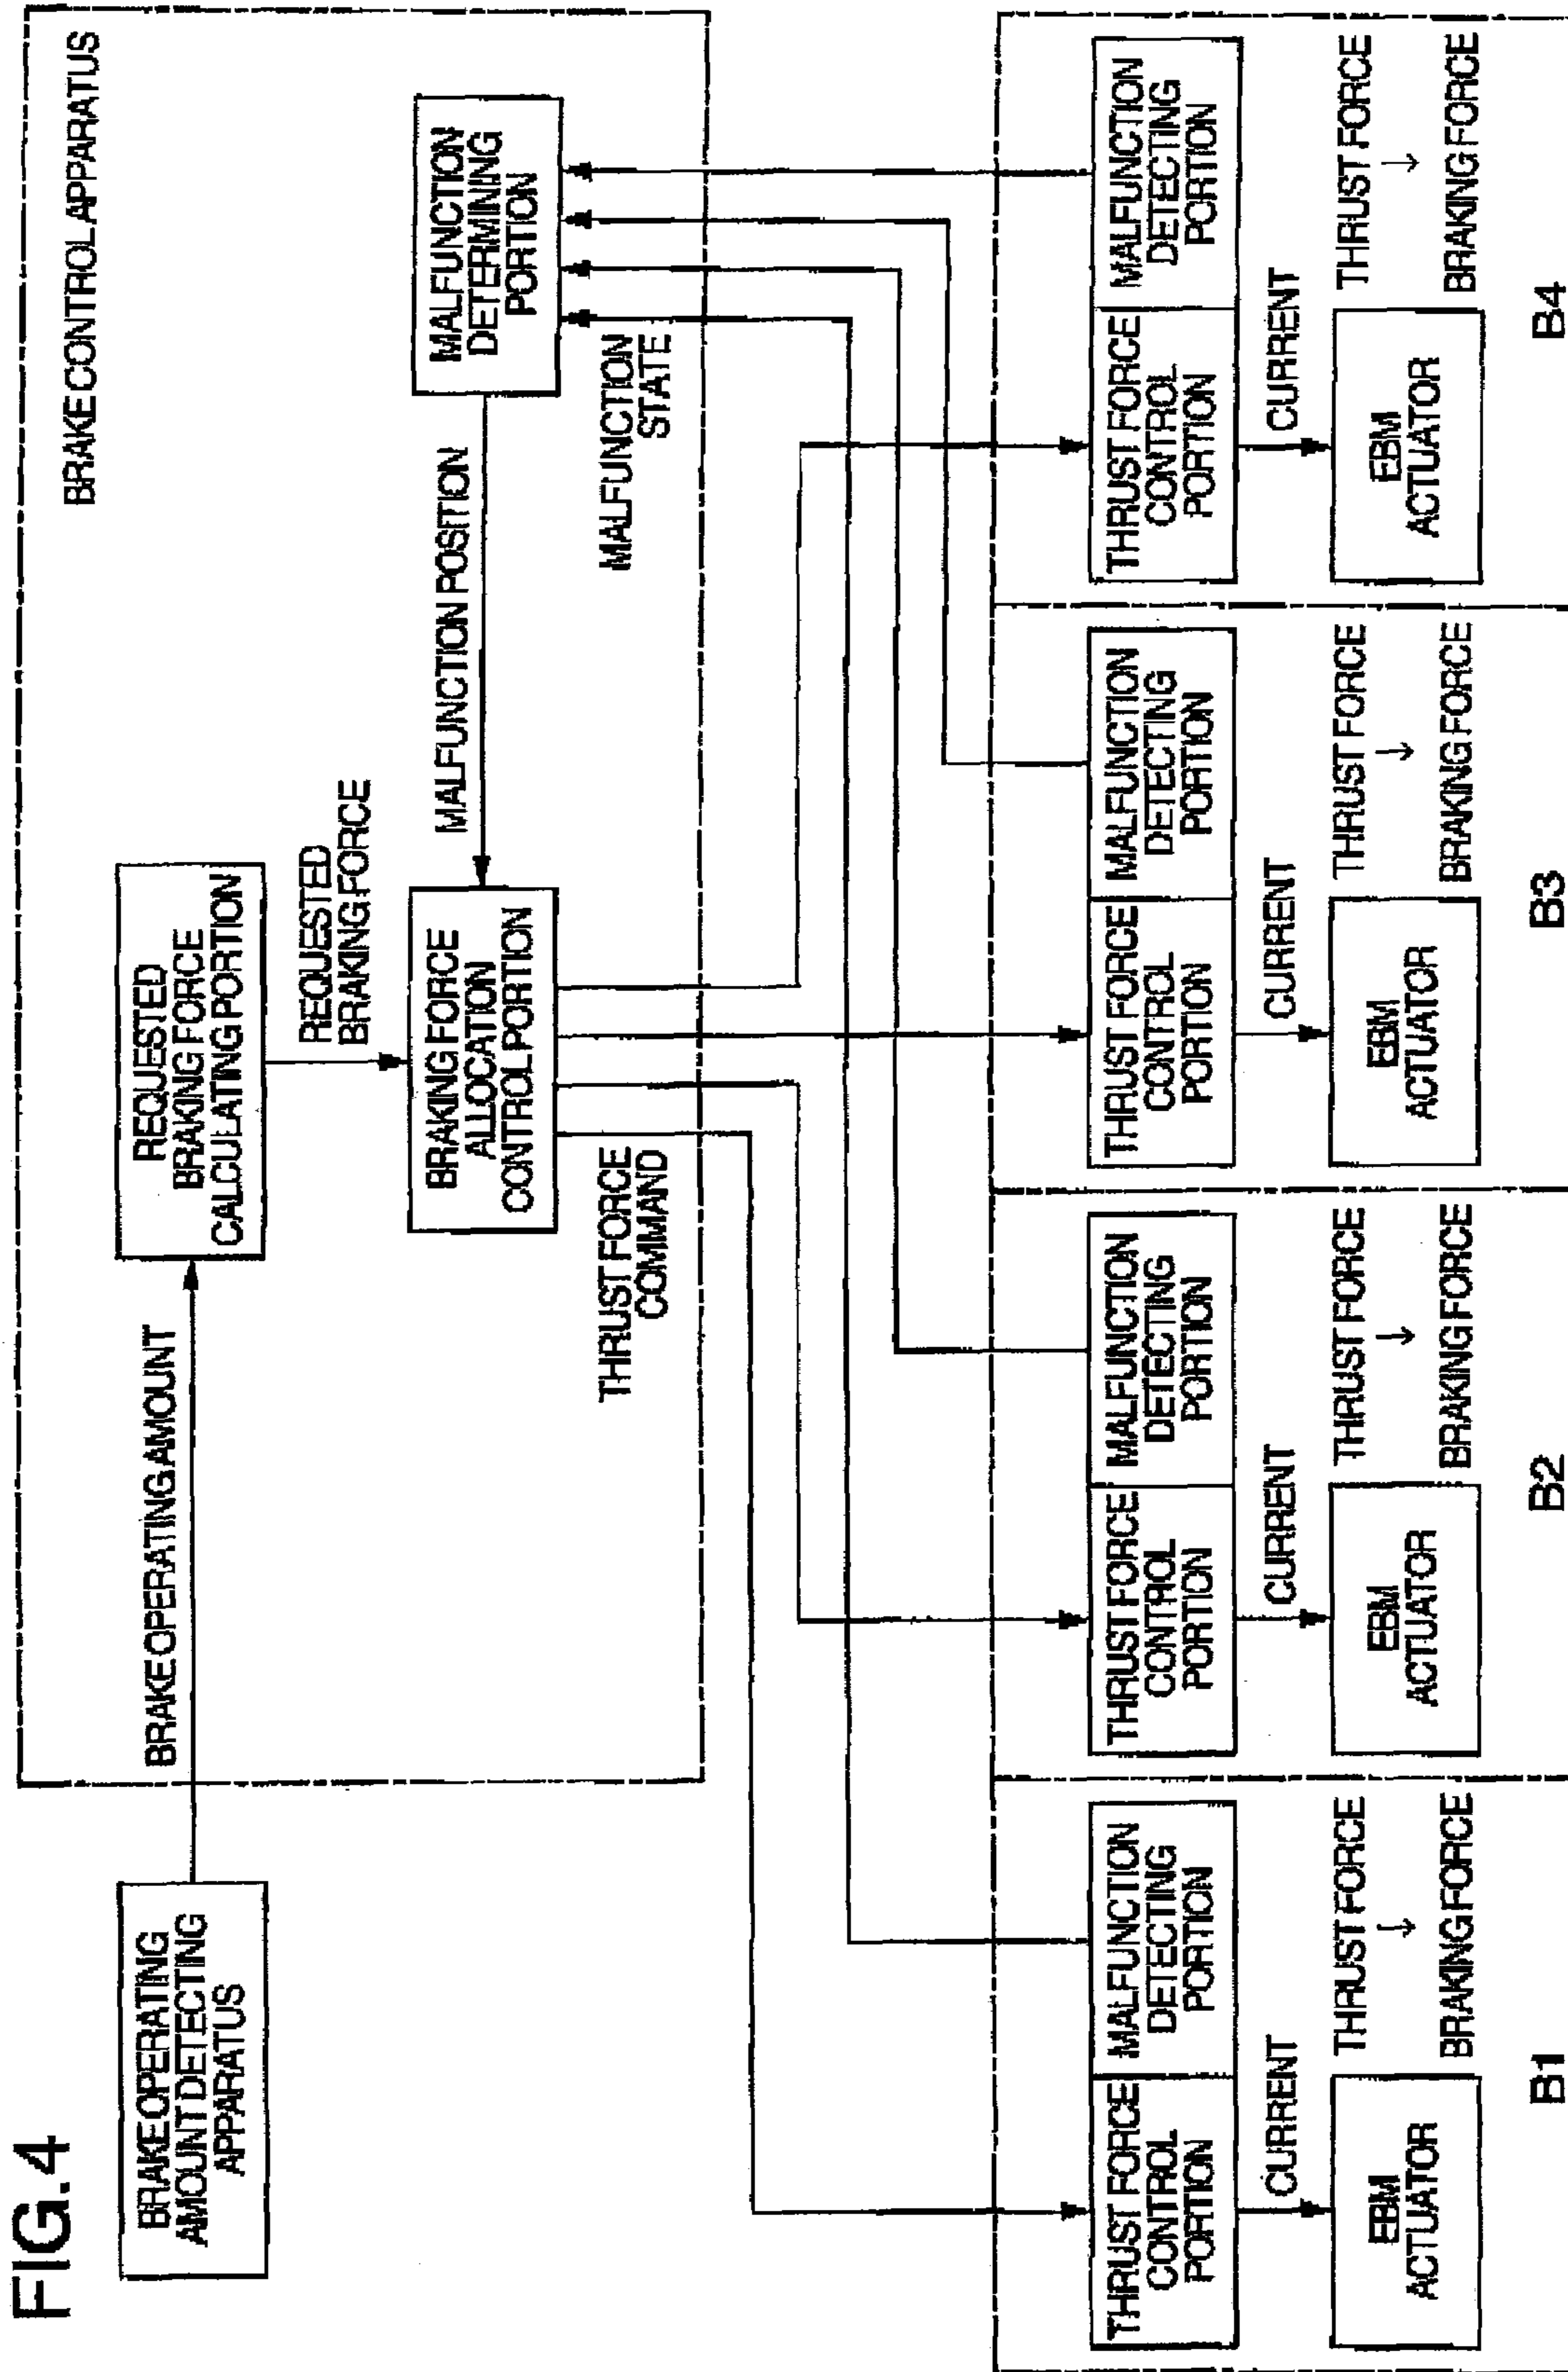 FIG.4
BRAKE CONTROL APPARATUS
BRAKE OPERATING
AMOUNT DETECTING
APPARATUS
BRAKE OPERATING AMOUNT
REQUESTED
BRAKING FORCE
CALCULATING PORTION
REQUESTED
BRAKING FORCE
BRAKING FORCE
ALLOCATION
CONTROL PORTION
MALFUNCTION POSITION
MALFUNCTION
DETERMINING
PORTION
THRUST FORCE
COMMAND
MALFUNCTION
STATE
THRUST FORCE
CONTROL
PORTION
MALFUNCTION
DETECTING
PORTION
CURRENT
EBM
ACTUATOR
THRUST FORCE
↓
BRAKING FORCE
B1
THRUST FORCE
CONTROL
PORTION
MALFUNCTION
DETECTING
PORTION
CURRENT
EBM
ACTUATOR
THRUST FORCE
↓
BRAKING FORCE
B2
THRUST FORCE
CONTROL
PORTION
MALFUNCTION
DETECTING
PORTION
CURRENT
EBM
ACTUATOR
THRUST FORCE
↓
BRAKING FORCE
B3
THRUST FORCE
CONTROL
PORTION
MALFUNCTION
DETECTING
PORTION
CURRENT
EBM
ACTUATOR
THRUST FORCE
↓
BRAKING FORCE
B4